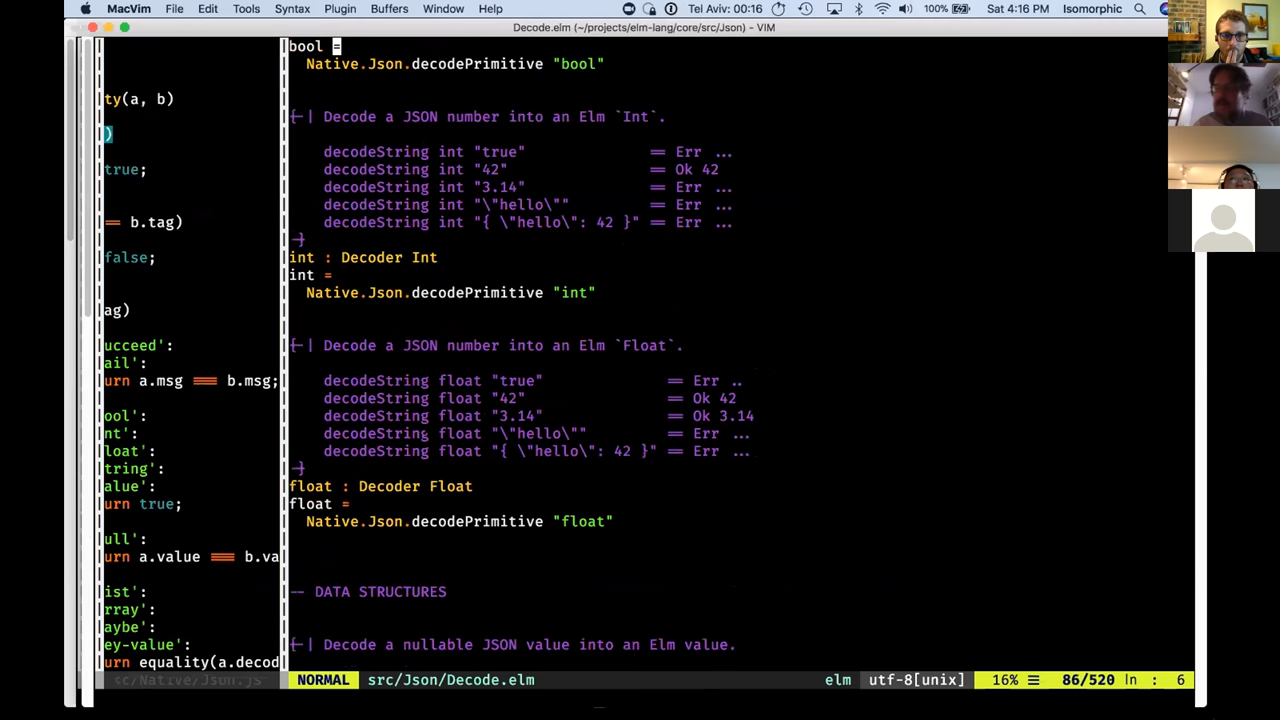 MacVim File Edit Tools Syntax Plugin Buffers Window Help Tel Aviv: 00:16 100% Sat 4:16 PM Isomorphic
Decode.elm (~/projects/elm-lang/core/src/Json) - VIM
ty(a, b)
)
true;
== b.tag)
false;
ag)
ucceed':
ail':
urn a.msg === b.msg;
ool':
nt':
loat':
tring':
alue':
urn true;
ull':
urn a.value === b.va
ist':
rray':
aybe':
ey-value':
urn equality(a.decod
bool =
Native.Json.decodePrimitive "bool"
{-| Decode a JSON number into an Elm `Int`.
decodeString int "true" == Err ...
decodeString int "42" == Ok 42
decodeString int "3.14" == Err ...
decodeString int "\"hello\"" == Err ...
decodeString int "{ \"hello\": 42 }" == Err ...
-}
int : Decoder Int
int =
Native.Json.decodePrimitive "int"
{-| Decode a JSON number into an Elm `Float`.
decodeString float "true" == Err ..
decodeString float "42" == Ok 42
decodeString float "3.14" == Ok 3.14
decodeString float "\"hello\"" == Err ...
decodeString float "{ \"hello\": 42 }" == Err ...
-}
float : Decoder Float
float =
Native.Json.decodePrimitive "float"
-- DATA STRUCTURES
{-| Decode a nullable JSON value into an Elm value.
c/Native/Json.js NORMAL src/Json/Decode.elm elm utf-8[unix] 16% ☰ 86/520 ln : 6